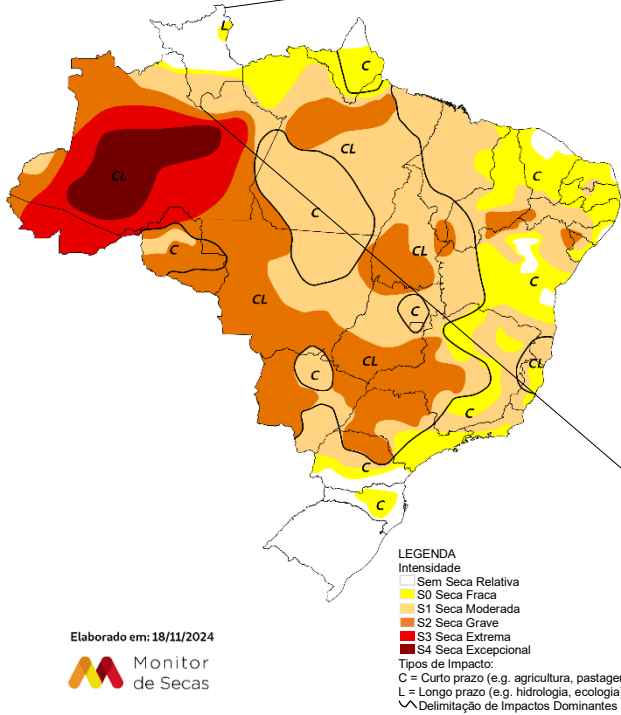 L
C
CL
C
CL
C
C
CL
C
CL
C
CL
CL
C
C
C
C
LEGENDA
Intensidade
Sem Seca Relativa
S0 Seca Fraca
S1 Seca Moderada
S2 Seca Grave
S3 Seca Extrema
S4 Seca Excepcional
Tipos de Impacto:
C = Curto prazo (e.g. agricultura, pastagem
L = Longo prazo (e.g. hidrologia, ecologia)
Delimitação de Impactos Dominantes
Elaborado em: 18/11/2024
Monitor
de Secas